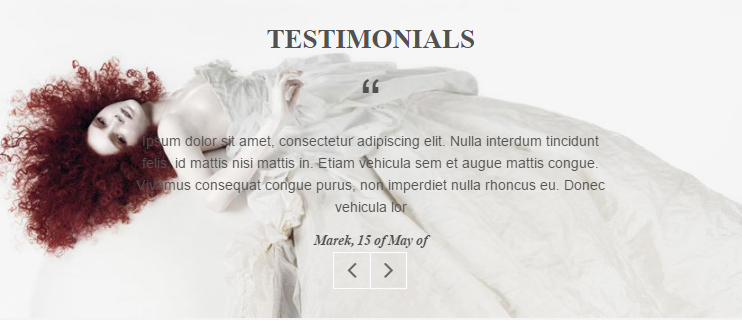 TESTIMONIALS
“
Ipsum dolor sit amet, consectetur adipiscing elit. Nulla interdum tincidunt
felis, id mattis nisi mattis in. Etiam vehicula sem et augue mattis congue.
Vivamus consequat congue purus, non imperdiet nulla rhoncus eu. Donec
vehicula lor
Marek, 15 of May of